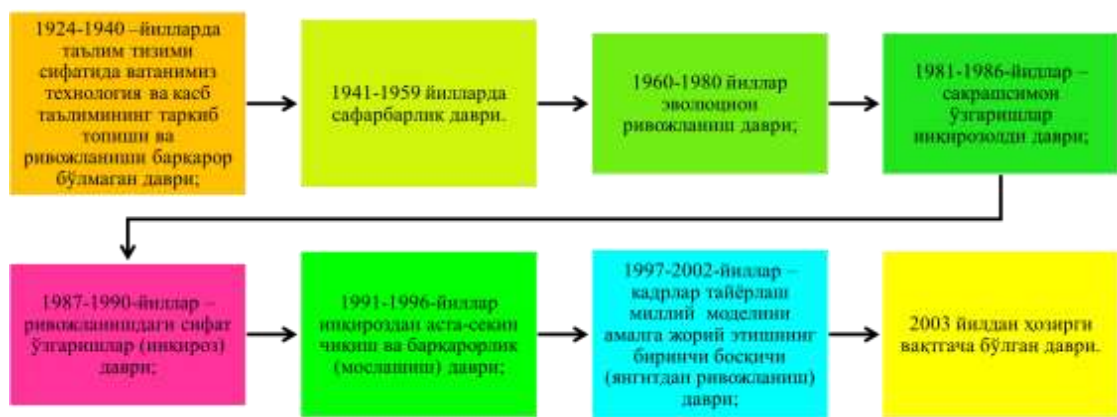 1924-1940 –йилларда
таълим тизими
сифатида ватанимиз
технология ва касб
таълимининг таркиб
топиши ва
ривожланиши барқарор
бўлмаган даври;
1941-1959 йилларда
сафарбарлик даври.
1960-1980 йиллар
эволюцион
ривожланиш даври;
1981-1986-йиллар –
сакрашсимон
ўзгаришлар
инқирозолди даври;
1987-1990-йиллар –
ривожланишдаги сифат
ўзгаришлар (инқироз)
даври;
1991-1996-йиллар
инқироздан аста-секин
чиқиш ва барқарорлик
(мослашиш) даври;
1997-2002-йиллар –
кадрлар тайёрлаш
миллий моделини
амалга жорий этишнинг
биринчи босқичи
(янгитдан ривожланиш)
даври;
2003 йилдан ҳозирги
вақтгача бўлган даври.